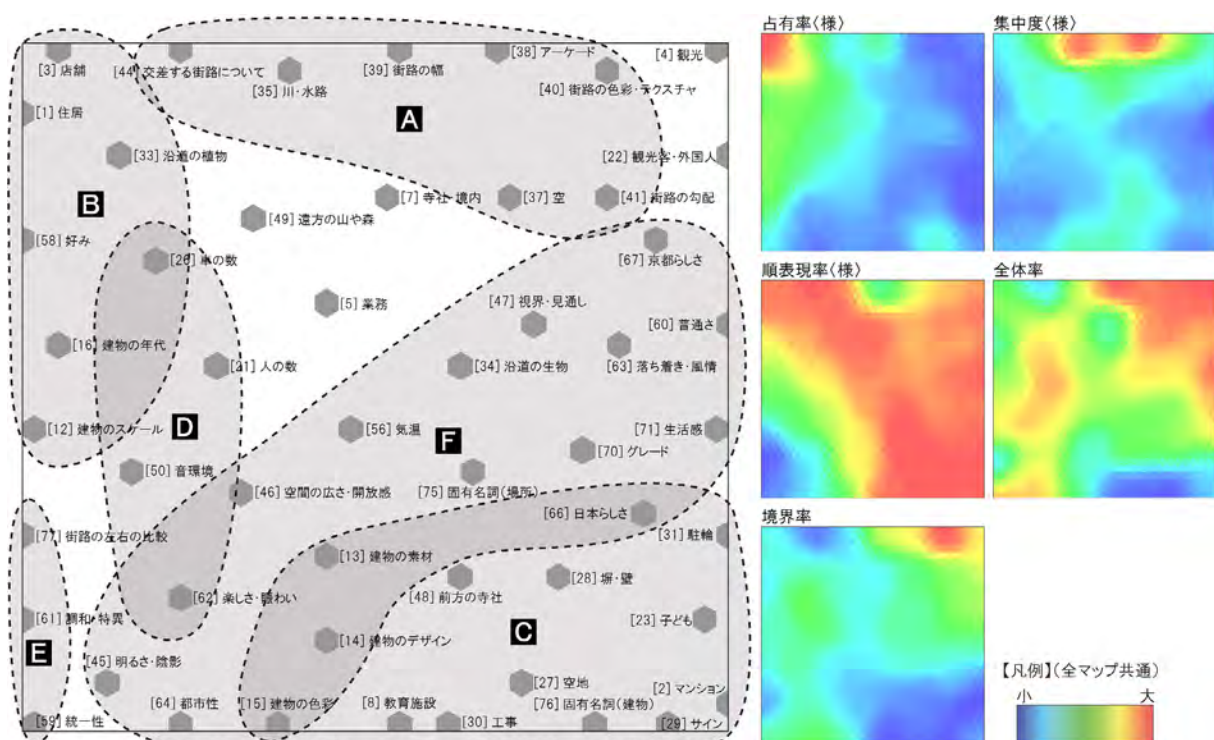 [3] 店舗
[44] 交差する街路について
[39] 街路の幅
[38] アーケード
[4] 観光
[35] 川・水路
[40] 街路の色彩・テクスチャ
[1] 住居
A
[33] 沿道の植物
[22] 観光客・外国人
B
[7] 寺社・境内
[37] 空
[41] 街路の勾配
[49] 遠方の山や森
[58] 好み
[26] 車の数
[67] 京都らしさ
[5] 業務
[47] 視界・見通し
[60] 普通さ
[16] 建物の年代
[21] 人の数
[34] 沿道の生物
[63] 落ち着き・風情
[12] 建物のスケール
D
[56] 気温
F
[71] 生活感
[70] グレード
[50] 音環境
[46] 空間の広さ・開放感
[75] 固有名詞(場所)
[66] 日本らしさ
[77] 街路の左右の比較
[31] 駐輪
[13] 建物の素材
[28] 塀・壁
[48] 前方の寺社
[62] 楽しさ・賑わい
[61] 調和・特異
[23] 子ども
E
[14] 建物のデザイン
C
[45] 明るさ・陰影
[27] 空地
[2] マンション
[64] 都市性
[15] 建物の色彩
[8] 教育施設
[76] 固有名詞(建物)
[59] 統一性
[30] 工事
[29] サイン
占有率〈様〉
集中度〈様〉
順表現率〈様〉
全体率
境界率
【凡例】(全マップ共通)
小
大